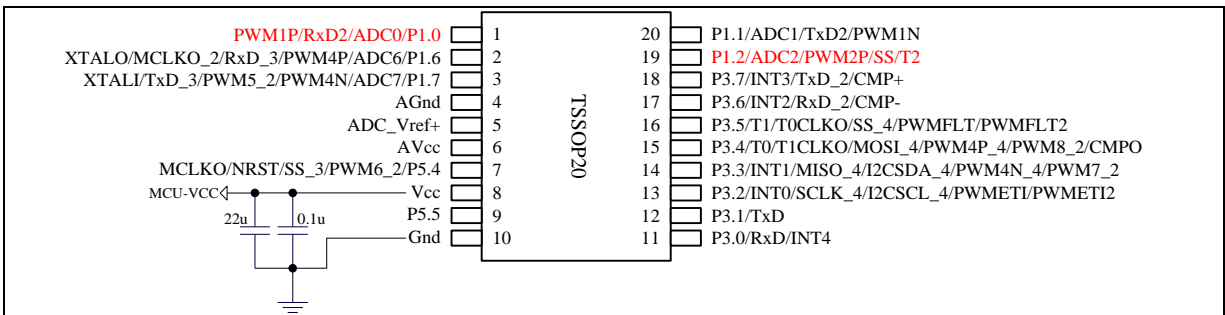 PWM1P/RxD2/ADC0/P1.0 1 20 P1.1/ADC1/TxD2/PWM1N
XTALO/MCLKO_2/RxD_3/PWM4P/ADC6/P1.6 2 19 P1.2/ADC2/PWM2P/SS/T2
XTALI/TxD_3/PWM5_2/PWM4N/ADC7/P1.7 3 18 P3.7/INT3/TxD_2/CMP+
AGnd 4 17 P3.6/INT2/RxD_2/CMP-
ADC_Vref+ 5 16 P3.5/T1/T0CLKO/SS_4/PWMFLT/PWMFLT2
AVcc 6 15 P3.4/T0/T1CLKO/MOSI_4/PWM4P_4/PWM8_2/CMPO
MCLKO/NRST/SS_3/PWM6_2/P5.4 7 14 P3.3/INT1/MISO_4/I2CSDA_4/PWM4N_4/PWM7_2
MCU-VCC Vcc 8 13 P3.2/INT0/SCLK_4/I2CSCL_4/PWMETI/PWMETI2
22u 0.1u P5.5 9 12 P3.1/TxD
Gnd 10 11 P3.0/RxD/INT4
TSSOP20